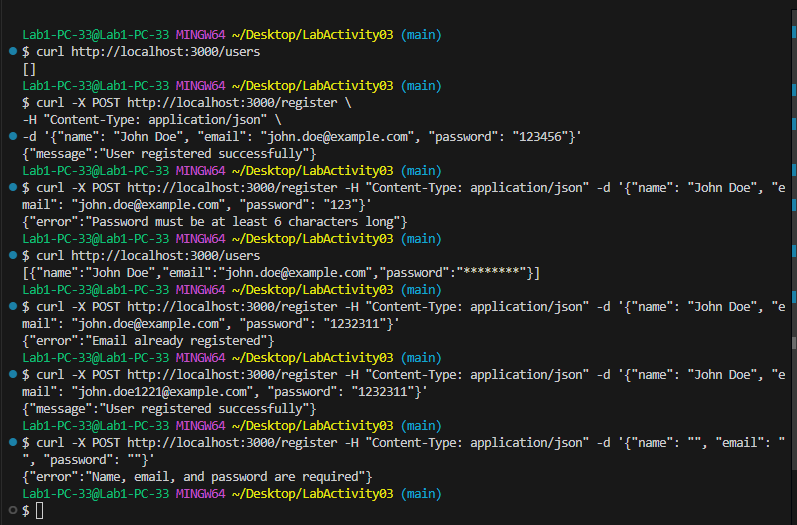 Lab1-PC-33@Lab1-PC-33 MINGW64 ~/Desktop/LabActivity03 (main)
$ curl http://localhost:3000/users
[]
Lab1-PC-33@Lab1-PC-33 MINGW64 ~/Desktop/LabActivity03 (main)
$ curl -X POST http://localhost:3000/register \
-H "Content-Type: application/json" \
-d '{"name": "John Doe", "email": "john.doe@example.com", "password": "123456"}'
{"message":"User registered successfully"}
Lab1-PC-33@Lab1-PC-33 MINGW64 ~/Desktop/LabActivity03 (main)
$ curl -X POST http://localhost:3000/register -H "Content-Type: application/json" -d '{"name": "John Doe", "e
mail": "john.doe@example.com", "password": "123"}'
{"error":"Password must be at least 6 characters long"}
Lab1-PC-33@Lab1-PC-33 MINGW64 ~/Desktop/LabActivity03 (main)
$ curl http://localhost:3000/users
[{"name":"John Doe","email":"john.doe@example.com","password":"********"}]
Lab1-PC-33@Lab1-PC-33 MINGW64 ~/Desktop/LabActivity03 (main)
$ curl -X POST http://localhost:3000/register -H "Content-Type: application/json" -d '{"name": "John Doe", "e
mail": "john.doe@example.com", "password": "1232311"}'
{"error":"Email already registered"}
Lab1-PC-33@Lab1-PC-33 MINGW64 ~/Desktop/LabActivity03 (main)
$ curl -X POST http://localhost:3000/register -H "Content-Type: application/json" -d '{"name": "John Doe", "e
mail": "john.doe1221@example.com", "password": "1232311"}'
{"message":"User registered successfully"}
Lab1-PC-33@Lab1-PC-33 MINGW64 ~/Desktop/LabActivity03 (main)
$ curl -X POST http://localhost:3000/register -H "Content-Type: application/json" -d '{"name": "", "email": "
", "password": ""}'
{"error":"Name, email, and password are required"}
Lab1-PC-33@Lab1-PC-33 MINGW64 ~/Desktop/LabActivity03 (main)
$